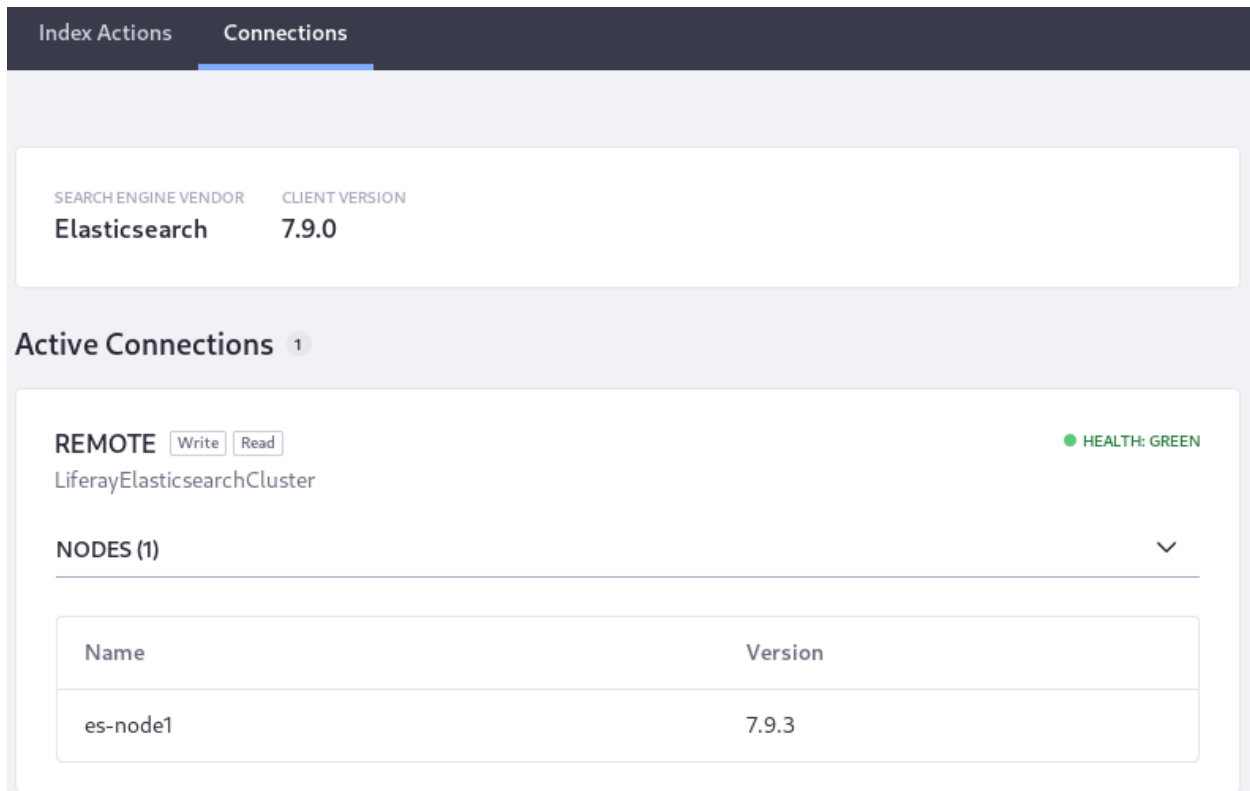 Index Actions Connections
SEARCH ENGINE VENDOR CLIENT VERSION
Elasticsearch 7.9.0
Active Connections 1
REMOTE Write Read HEALTH: GREEN
LiferayElasticsearchCluster
NODES (1)
Name Version
es-node1 7.9.3